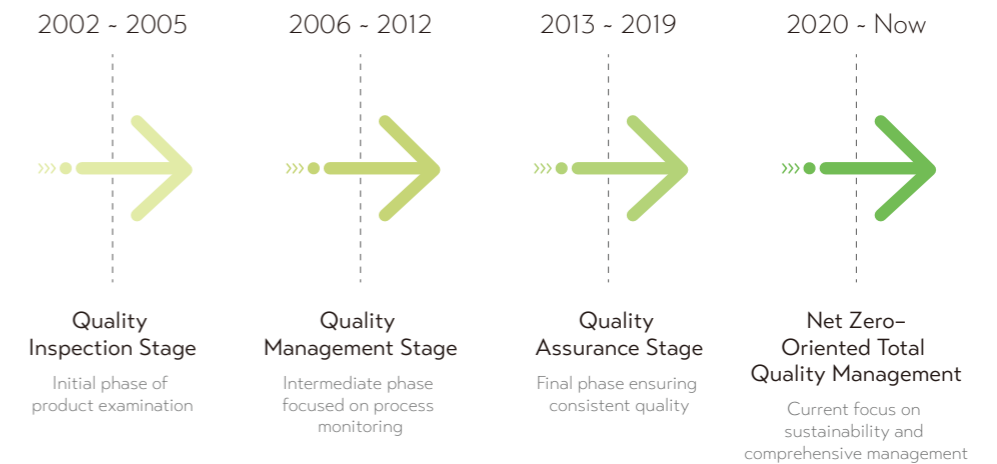 2002 ~ 2005
2006 ~ 2012
2013 ~ 2019
2020 ~ Now
Quality
Inspection Stage
Initial phase of
product examination
Quality
Management Stage
Intermediate phase
focused on process
monitoring
Quality
Assurance Stage
Final phase ensuring
consistent quality
Net Zero–
Oriented Total
Quality Management
Current focus on
sustainability and
comprehensive management